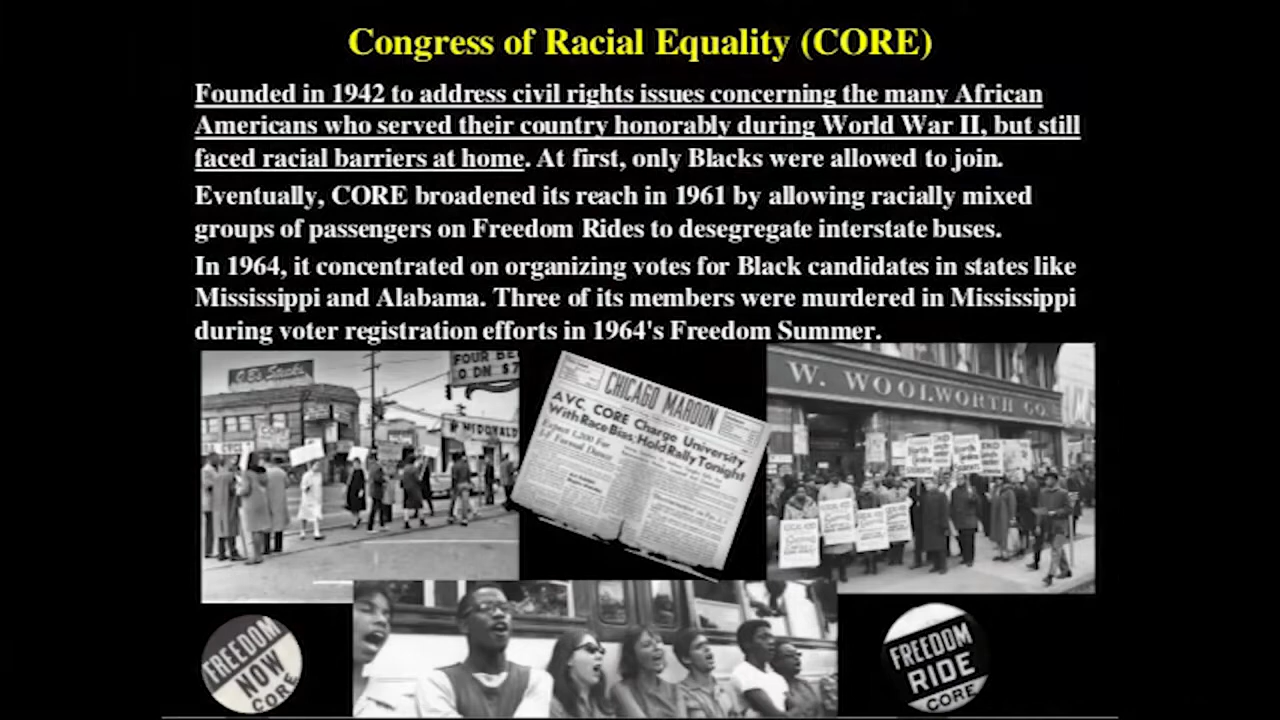 Congress of Racial Equality (CORE)
Founded in 1942 to address civil rights issues concerning the many African
Americans who served their country honorably during World War II, but still
faced racial barriers at home. At first, only Blacks were allowed to join.
Eventually, CORE broadened its reach in 1961 by allowing racially mixed
groups of passengers on Freedom Rides to desegregate interstate buses.
In 1964, it concentrated on organizing votes for Black candidates in states like
Mississippi and Alabama. Three of its members were murdered in Mississippi
during voter registration efforts in 1964's Freedom Summer.
FOUR BE
O DN $7
McDONALD
CHICAGO MAROON
AVC, CORE Charge University
With Race Bias; Hold Rally Tonight
W. WOOLWORTH CO.
FREEDOM
NOW
CORE
FREEDOM
RIDE
CORE